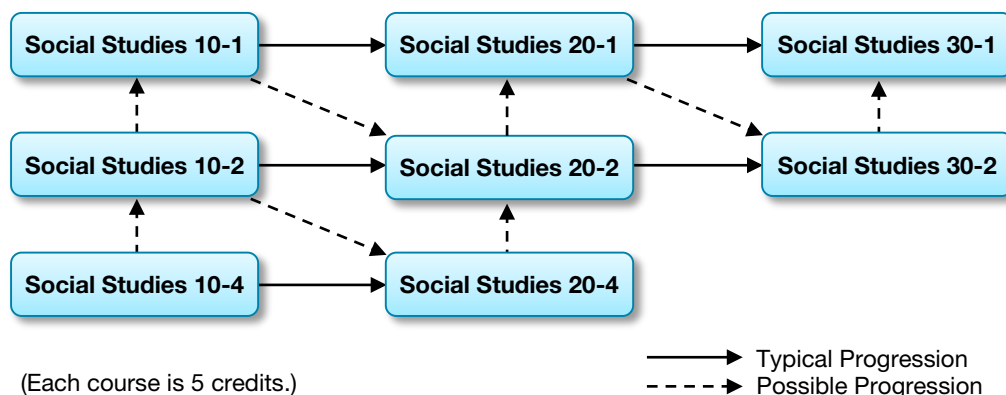 Social Studies 10-1
Social Studies 20-1
Social Studies 30-1
Social Studies 10-2
Social Studies 20-2
Social Studies 30-2
Social Studies 10-4
Social Studies 20-4
(Each course is 5 credits.)
Typical Progression
Possible Progression